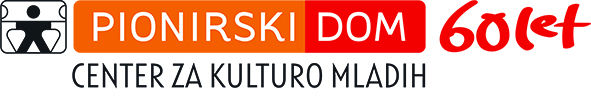 PIONIRSKI DOM 60 let
CENTER ZA KULTURO MLADIH